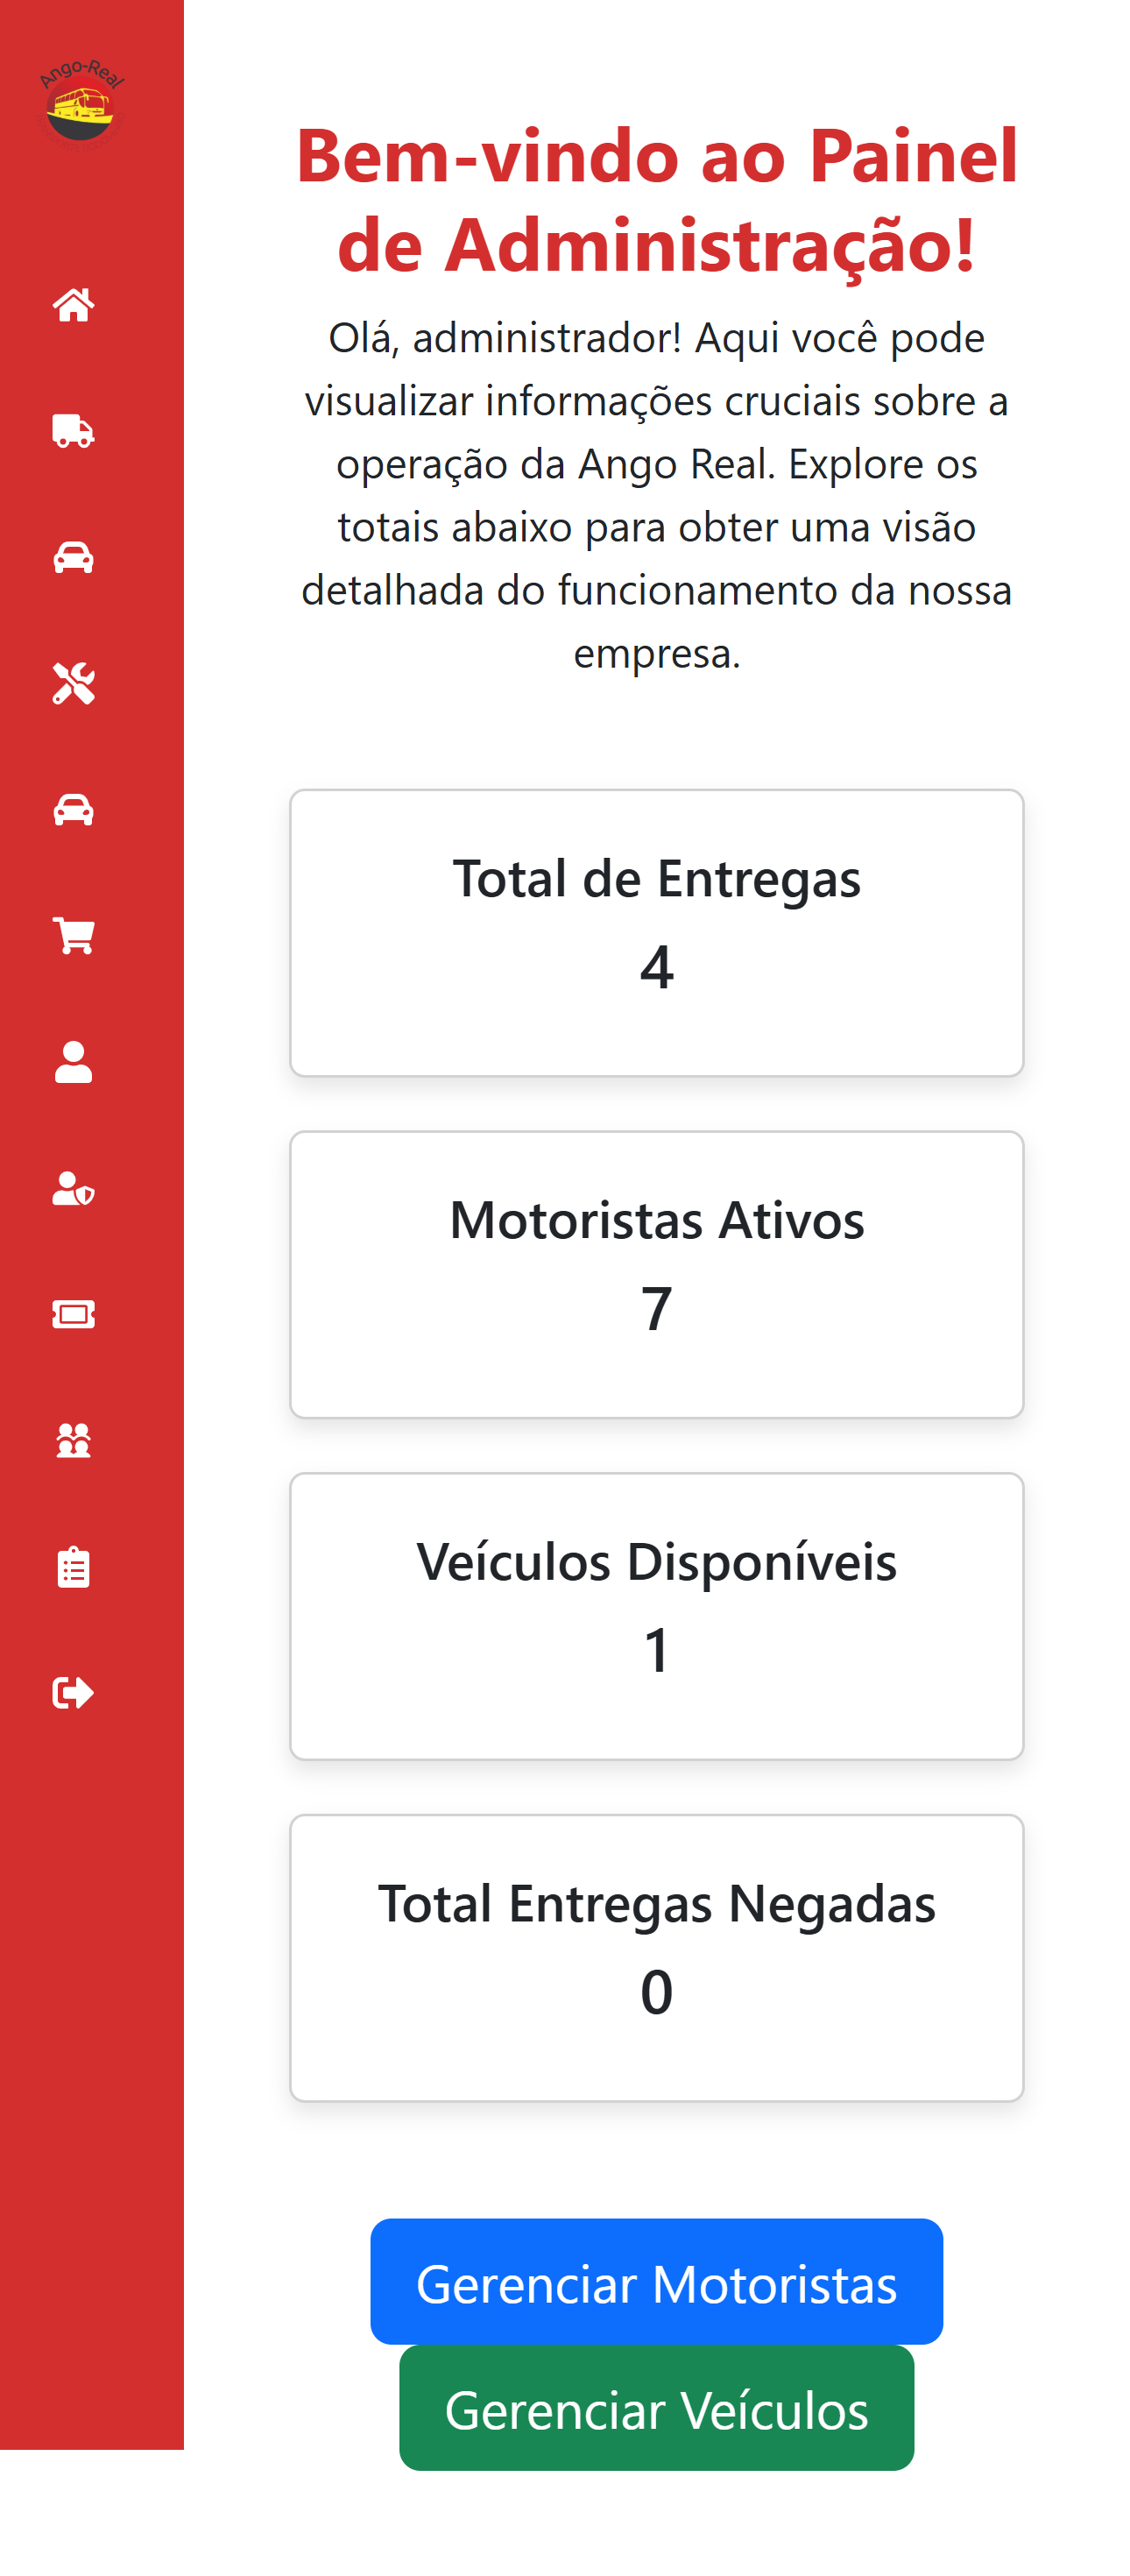 Ango-Real
Bem-vindo ao Painel
de Administração!
Olá, administrador! Aqui você pode
visualizar informações cruciais sobre a
operação da Ango Real. Explore os
totais abaixo para obter uma visão
detalhada do funcionamento da nossa
empresa.
Total de Entregas
4
Motoristas Ativos
7
Veículos Disponíveis
1
Total Entregas Negadas
0
Gerenciar Motoristas
Gerenciar Veículos